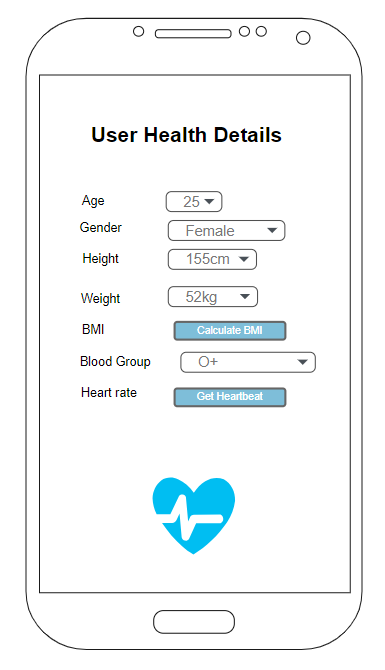 User Health Details
Age 25
Gender Female
Height 155cm
Weight 52kg
BMI Calculate BMI
Blood Group O+
Heart rate Get Heartbeat